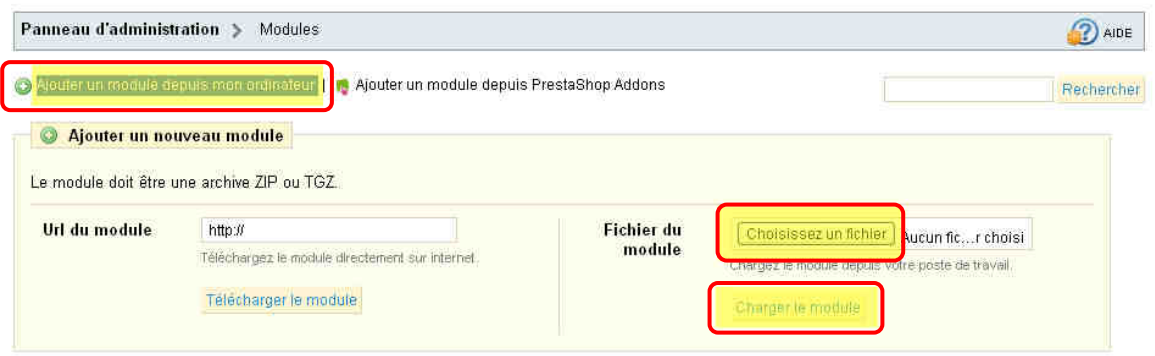 Panneau d'administration > Modules
AIDE
Ajouter un module depuis mon ordinateur | Ajouter un module depuis PrestaShop Addons
Rechercher
Ajouter un nouveau module
Le module doit être une archive ZIP ou TGZ.
Url du module
http://
Téléchargez le module directement sur internet.
Télécharger le module
Fichier du
module
Choisissez un fichier Aucun fic…r choisi
Chargez le module depuis votre poste de travail.
Charger le module